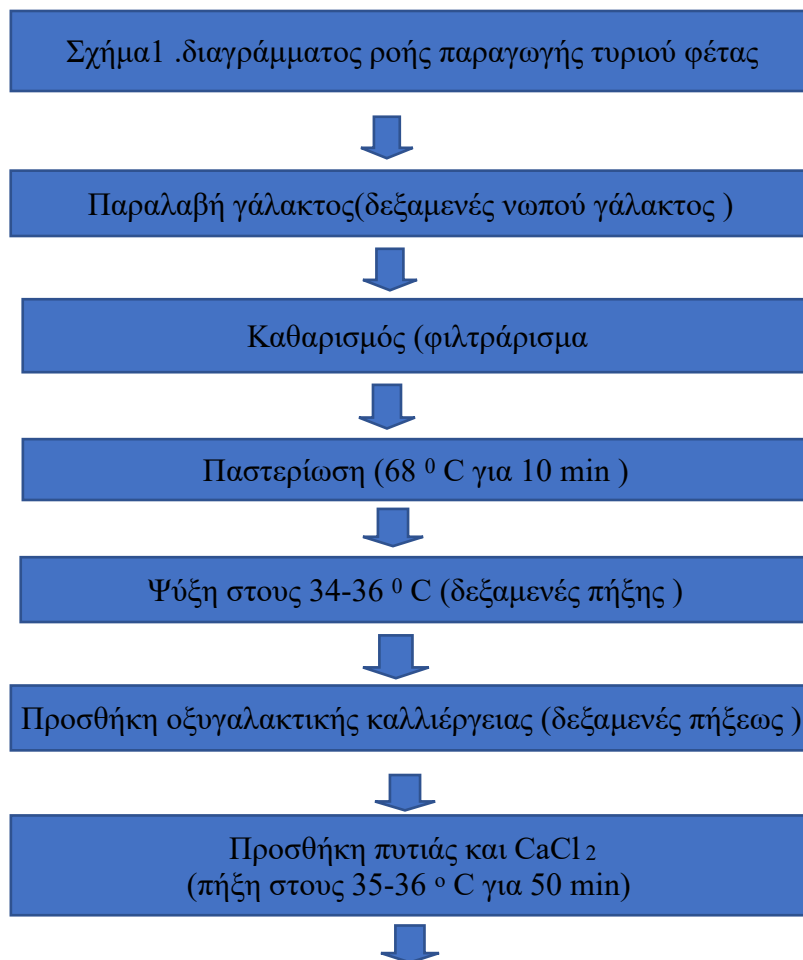 Σχήμα1 .διαγράμματος ροής παραγωγής τυριού φέτας
Παραλαβή γάλακτος(δεξαμενές νωπού γάλακτος )
Καθαρισμός (φιλτράρισμα
Παστερίωση (68 ⁰ C για 10 min )
Ψύξη στους 34-36 ⁰ C (δεξαμενές πήξης )
Προσθήκη οξυγαλακτικής καλλιέργειας (δεξαμενές πήξεως )
Προσθήκη πυτιάς και CaCl ₂
(πήξη στους 35-36 ᵒ C για 50 min)